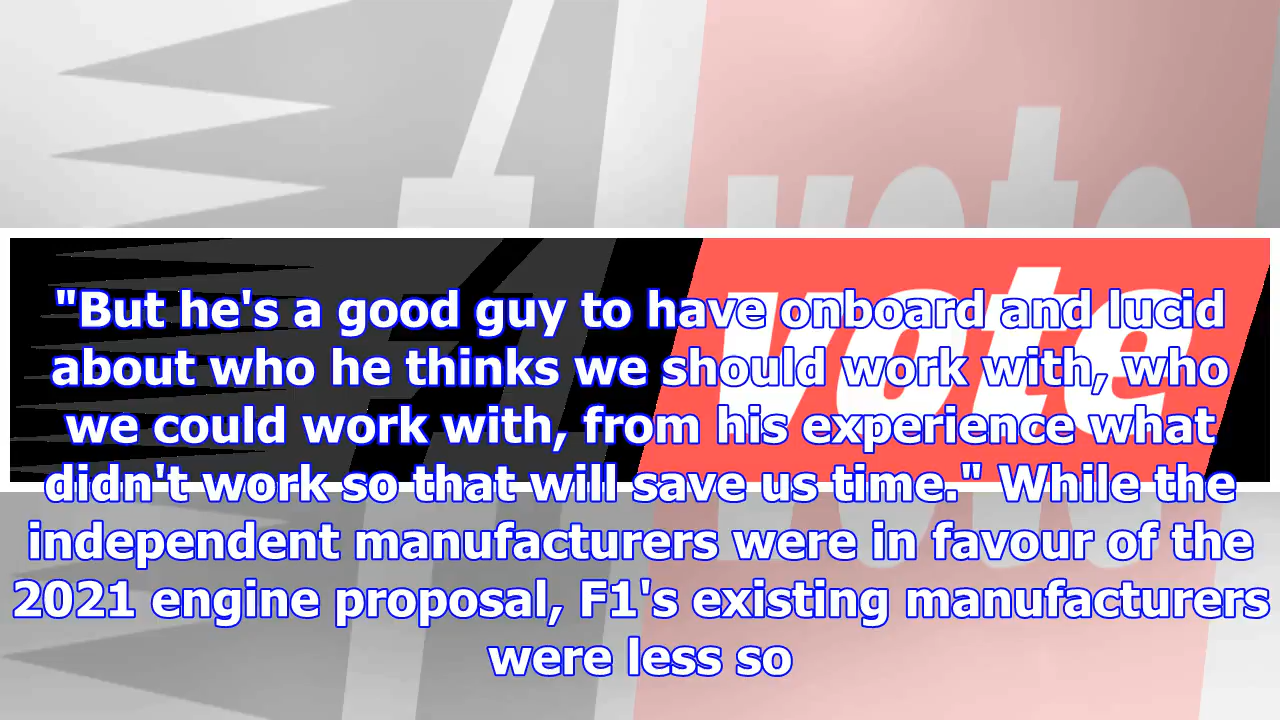 vote
vote
"But he's a good guy to have onboard and lucid
about who he thinks we should work with, who
we could work with, from his experience what
didn't work so that will save us time." While the
independent manufacturers were in favour of the
2021 engine proposal, F1's existing manufacturers
were less so